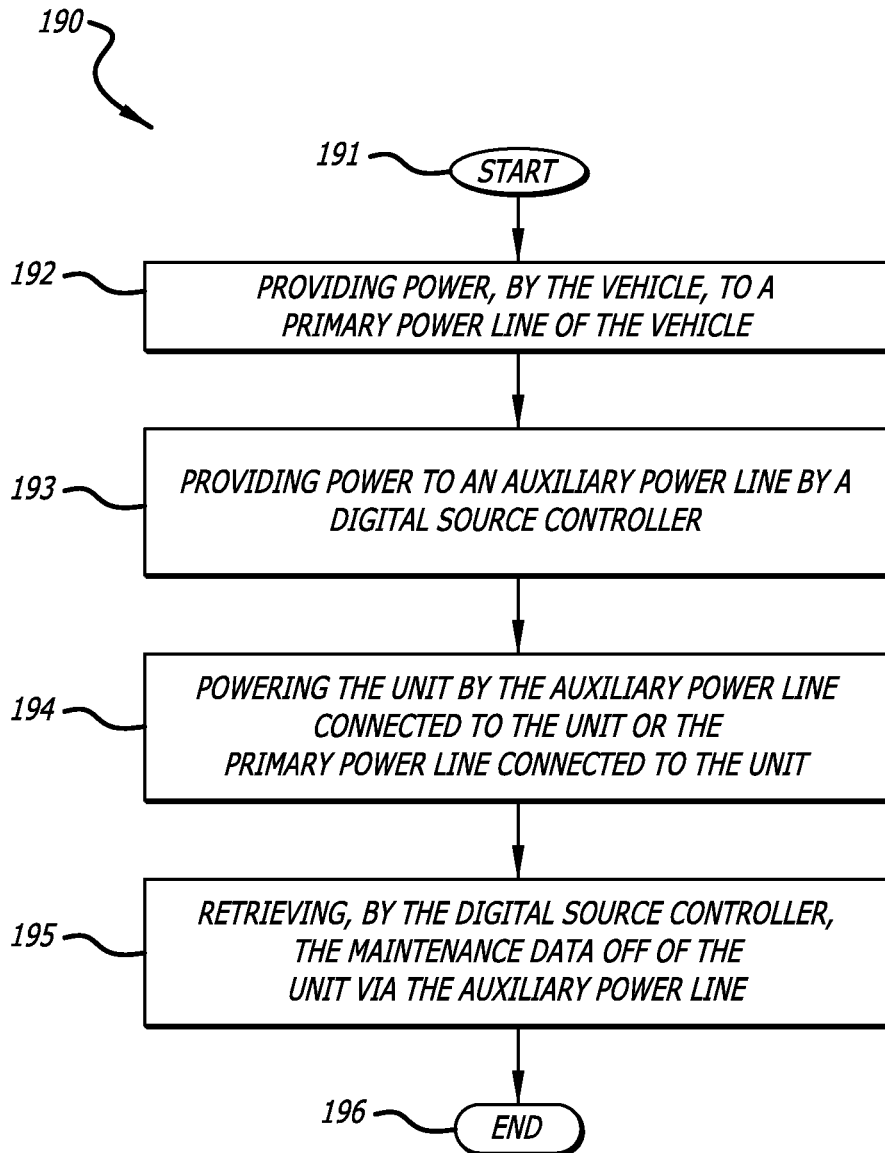 190
191
START
192
PROVIDING POWER, BY THE VEHICLE, TO A
PRIMARY POWER LINE OF THE VEHICLE
193
PROVIDING POWER TO AN AUXILIARY POWER LINE BY A
DIGITAL SOURCE CONTROLLER
194
POWERING THE UNIT BY THE AUXILIARY POWER LINE
CONNECTED TO THE UNIT OR THE
PRIMARY POWER LINE CONNECTED TO THE UNIT
195
RETRIEVING, BY THE DIGITAL SOURCE CONTROLLER,
THE MAINTENANCE DATA OFF OF THE
UNIT VIA THE AUXILIARY POWER LINE
196
END